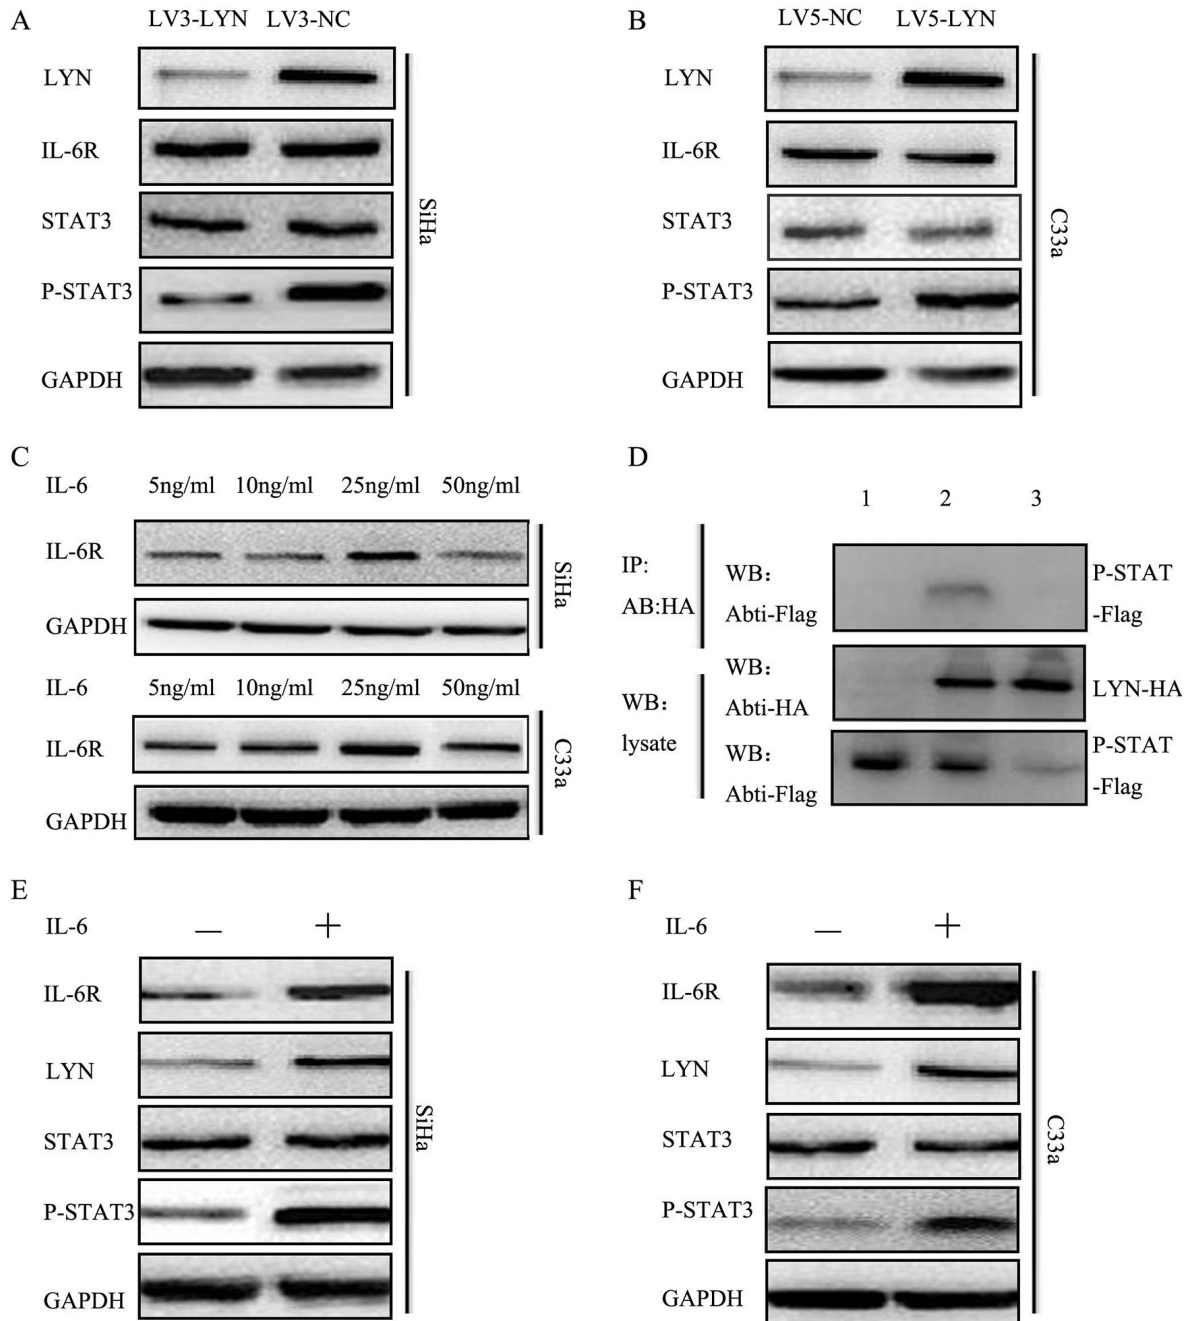 A
LV3-LYN LV3-NC
LYN
IL-6R
STAT3
P-STAT3
GAPDH
SiHa
B
LV5-NC LV5-LYN
LYN
IL-6R
STAT3
P-STAT3
GAPDH
C33a
C
IL-6 5ng/ml 10ng/ml 25ng/ml 50ng/ml
IL-6R
GAPDH
SiHa
IL-6 5ng/ml 10ng/ml 25ng/ml 50ng/ml
IL-6R
GAPDH
C33a
D
1 2 3
IP:
AB:HA
WB:
Abti-Flag
P-STAT
-Flag
WB:
lysate
WB:
Abti-HA
LYN-HA
WB:
Abti-Flag
P-STAT
-Flag
E
IL-6 — +
IL-6R
LYN
STAT3
P-STAT3
GAPDH
SiHa
F
IL-6 — +
IL-6R
LYN
STAT3
P-STAT3
GAPDH
C33a